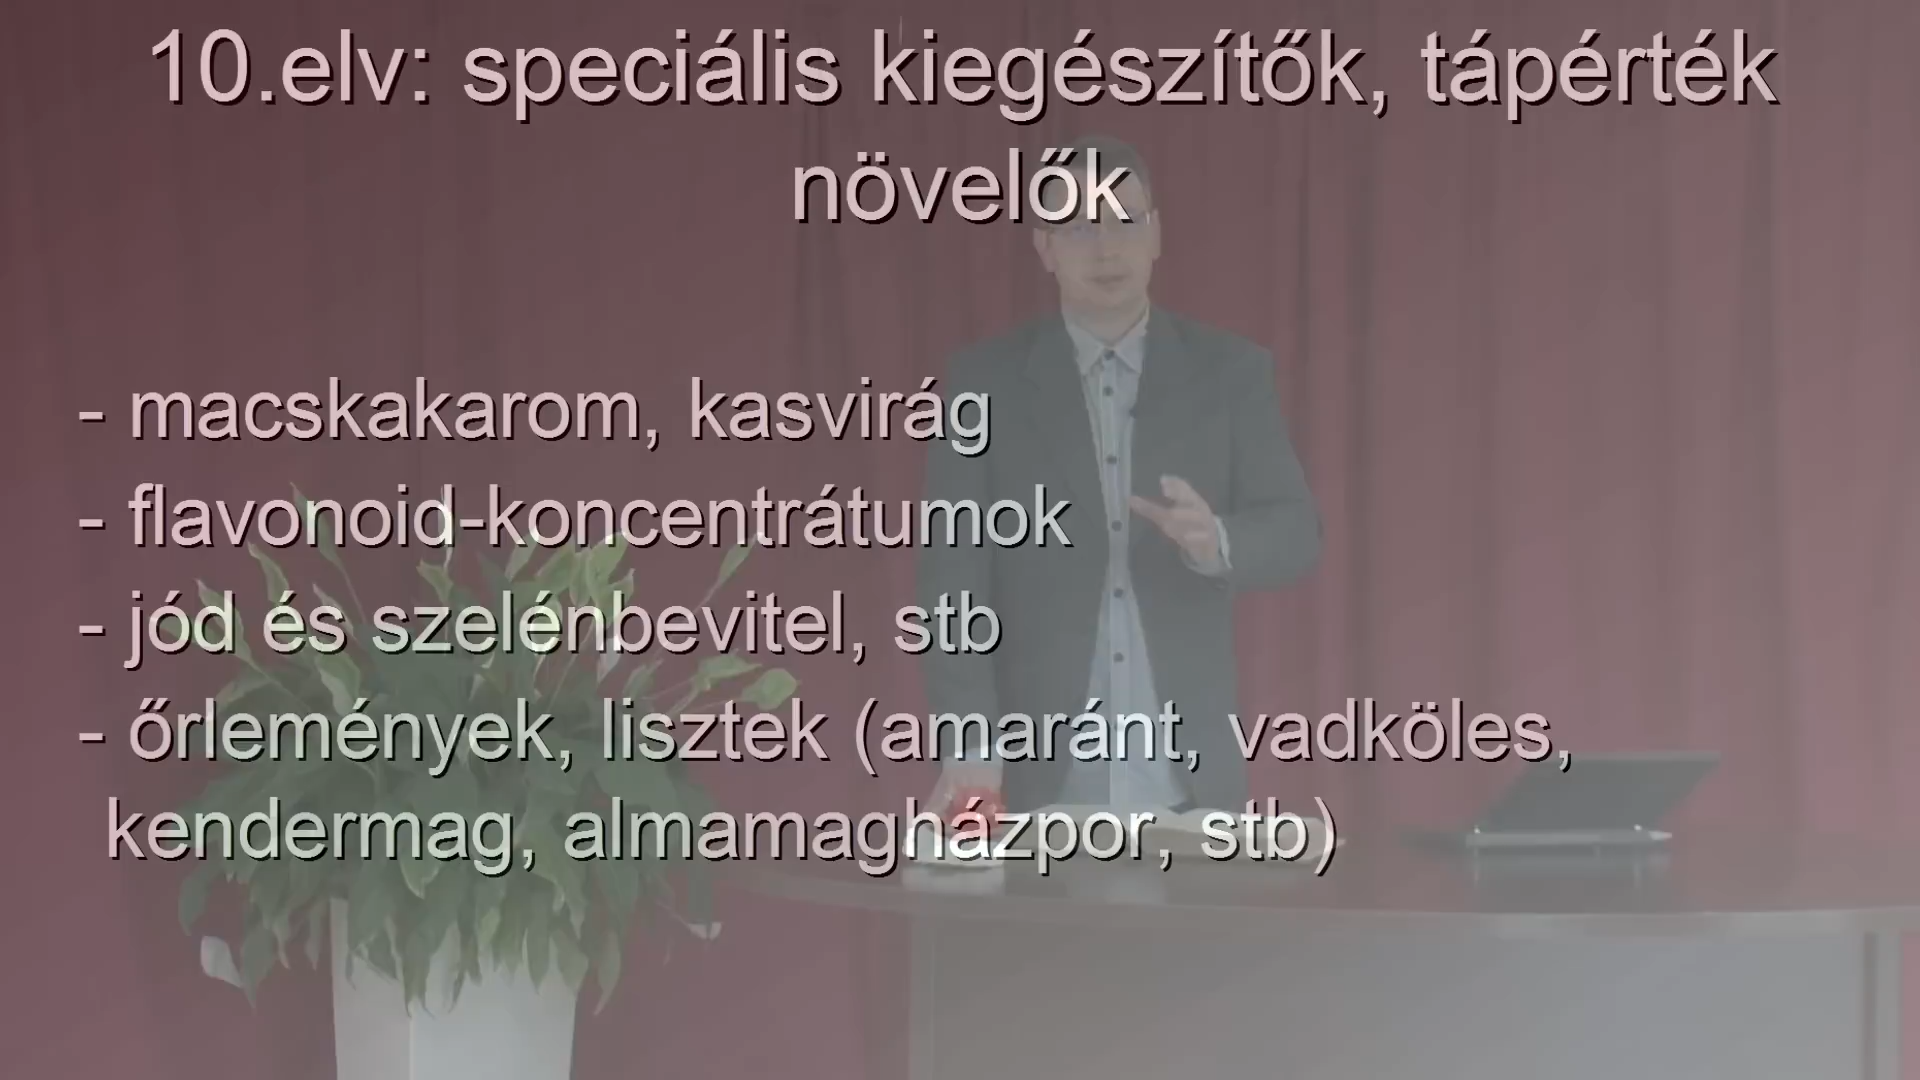 10.elv: speciális kiegészítők, tápérték
növelők
- macskakarom, kasvirág
- flavonoid-koncentrátumok
- jód és szelénbevitel, stb
- őrlemények, lisztek (amaránt, vadköles,
kendermag, almamagházpor, stb)